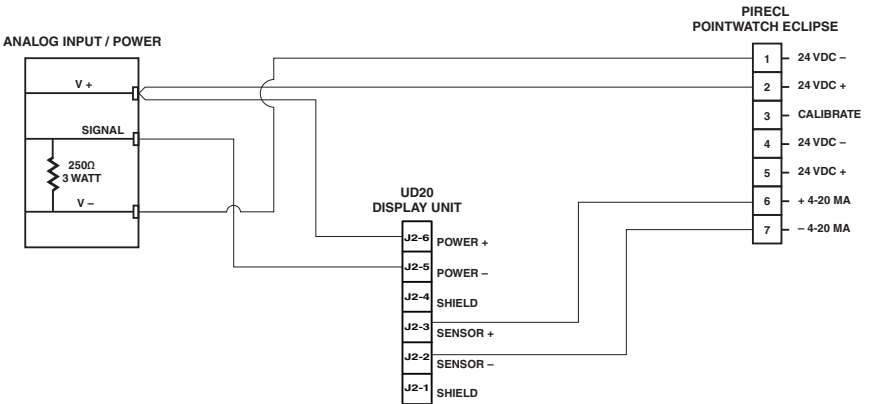 PIRECL
POINTWATCH ECLIPSE
ANALOG INPUT / POWER
V +
SIGNAL
250Ω
3 WATT
V –
1 24 VDC –
2 24 VDC +
3 CALIBRATE
4 24 VDC –
5 24 VDC +
6 + 4-20 MA
7 – 4-20 MA
UD20
DISPLAY UNIT
J2-6 POWER +
J2-5 POWER –
J2-4 SHIELD
J2-3 SENSOR +
J2-2 SENSOR –
J2-1 SHIELD